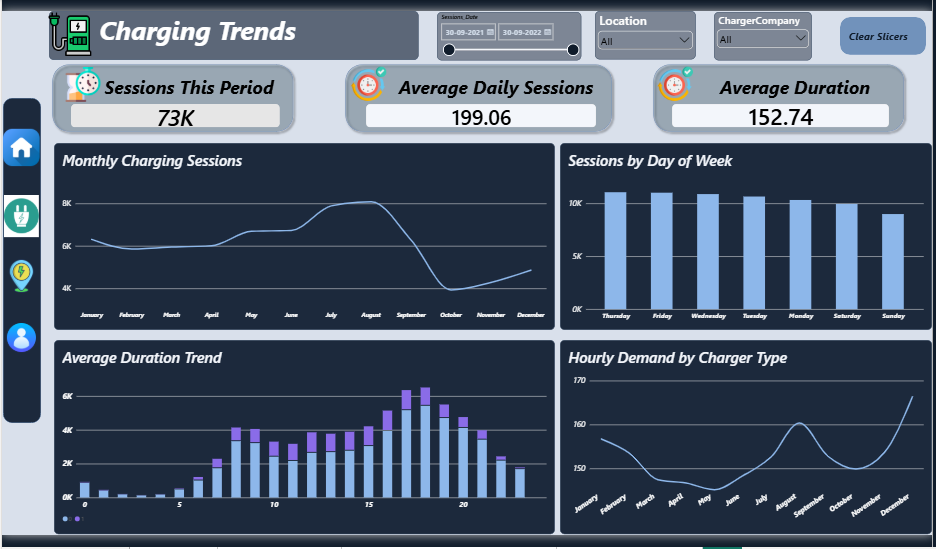 Charging Trends
Sessions, Date
30-09-2021 30-09-2022
Location
All
ChargerCompany
All
Clear Slicers
Sessions This Period
73K
Average Daily Sessions
199.06
Average Duration
152.74
Monthly Charging Sessions
8K
6K
4K
January February March April May June July August September October November December
Sessions by Day of Week
10K
5K
0K
Thursday Friday Wednesday Tuesday Monday Saturday Sunday
Average Duration Trend
6K
4K
2K
0K
0 5 10 15 20
Hourly Demand by Charger Type
170
160
150
January February March April May June July August September October November December